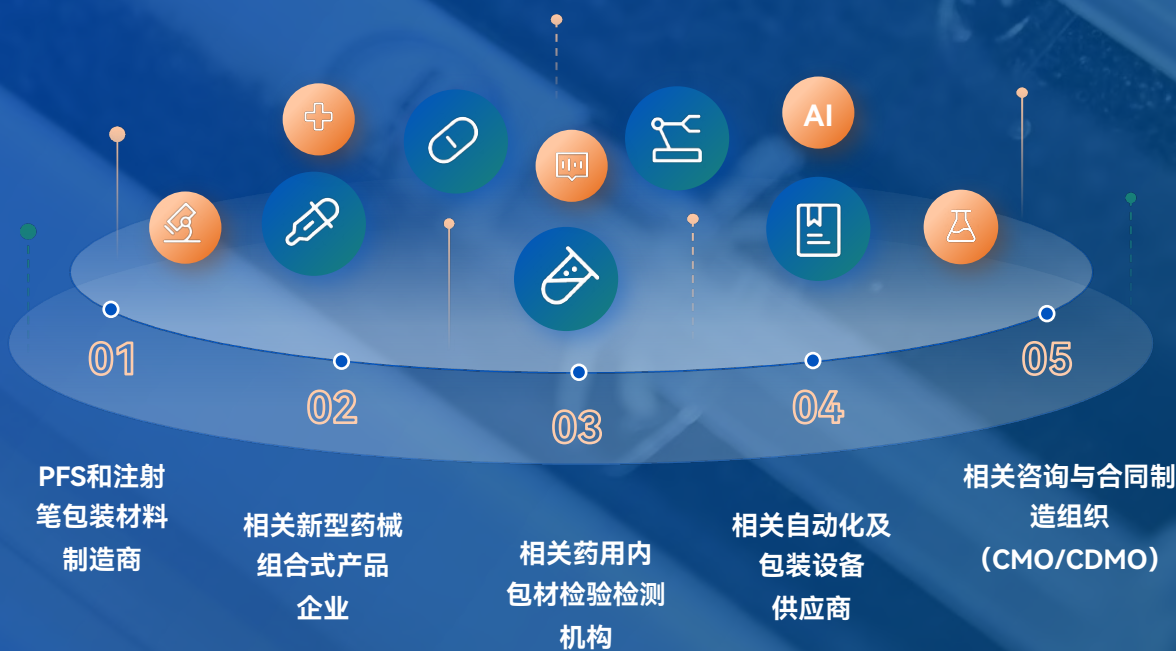 AI
01
PFS和注射
笔包装材料
制造商
02
相关新型药械
组合式产品
企业
03
相关药用内
包材检验检测
机构
04
相关自动化及
包装设备
供应商
05
相关咨询与合同制
造组织
（CMO/CDMO）